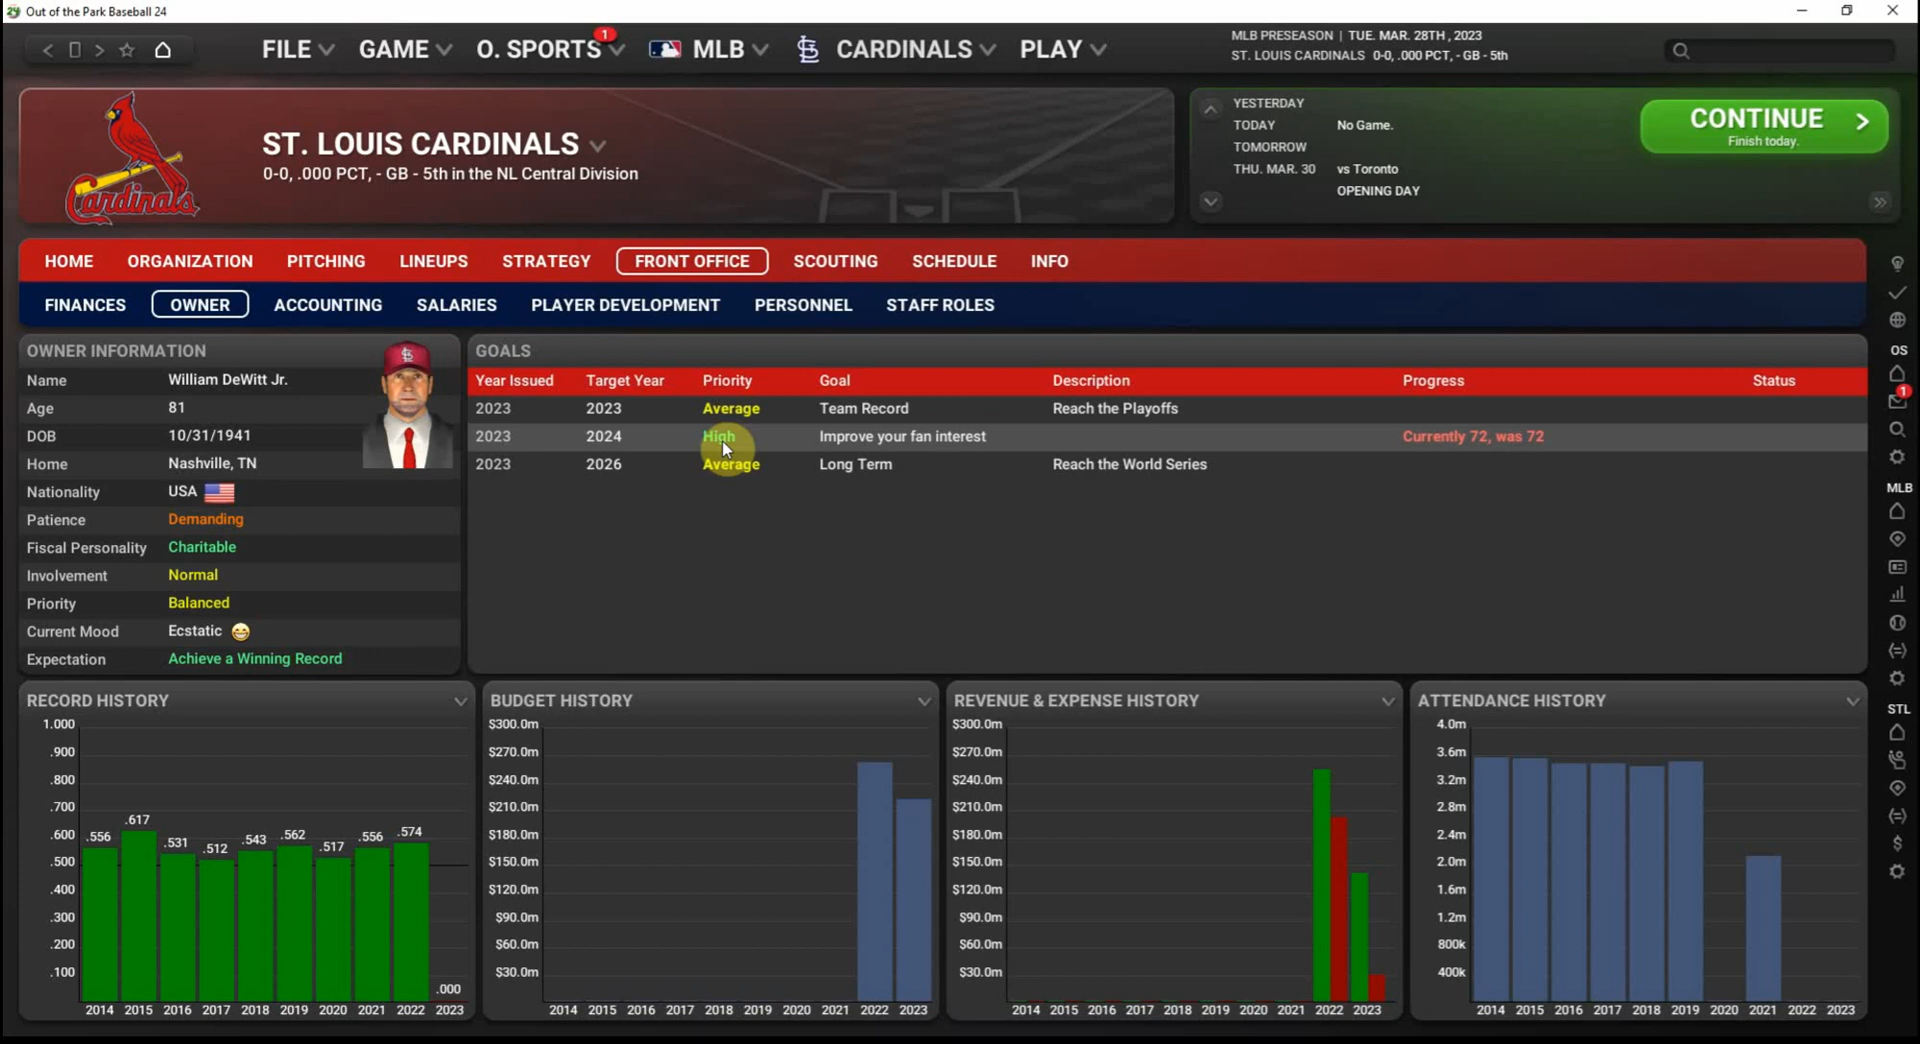 Out of the Park Baseball 24
FILE GAME O. SPORTS 1 MLB CARDINALS PLAY
MLB PRESEASON | TUE. MAR. 28TH, 2023
ST. LOUIS CARDINALS 0-0, .000 PCT, - GB - 5th
Cardinals
ST. LOUIS CARDINALS
0-0, .000 PCT, - GB - 5th in the NL Central Division
YESTERDAY
TODAY No Game.
TOMORROW
THU. MAR. 30 vs Toronto
OPENING DAY
CONTINUE
Finish today.
HOME ORGANIZATION PITCHING LINEUPS STRATEGY FRONT OFFICE SCOUTING SCHEDULE INFO
FINANCES OWNER ACCOUNTING SALARIES PLAYER DEVELOPMENT PERSONNEL STAFF ROLES
OWNER INFORMATION
Name William DeWitt Jr.
Age 81
DOB 10/31/1941
Home Nashville, TN
Nationality USA
Patience Demanding
Fiscal Personality Charitable
Involvement Normal
Priority Balanced
Current Mood Ecstatic
Expectation Achieve a Winning Record
GOALS
Year Issued Target Year Priority Goal Description Progress Status
2023 2023 Average Team Record Reach the Playoffs
2023 2024 High Improve your fan interest Currently 72, was 72
2023 2026 Average Long Term Reach the World Series
OS
1
MLB
STL
RECORD HISTORY
1.000
.900
.800
.700
.600
.500
.400
.300
.200
.100
.556 .617 .531 .512 .543 .562 .517 .556 .574 .000
2014 2015 2016 2017 2018 2019 2020 2021 2022 2023
BUDGET HISTORY
$300.0m
$270.0m
$240.0m
$210.0m
$180.0m
$150.0m
$120.0m
$90.0m
$60.0m
$30.0m
2014 2015 2016 2017 2018 2019 2020 2021 2022 2023
REVENUE & EXPENSE HISTORY
$300.0m
$270.0m
$240.0m
$210.0m
$180.0m
$150.0m
$120.0m
$90.0m
$60.0m
$30.0m
2014 2015 2016 2017 2018 2019 2020 2021 2022 2023
ATTENDANCE HISTORY
4.0m
3.6m
3.2m
2.8m
2.4m
2.0m
1.6m
1.2m
800k
400k
2014 2015 2016 2017 2018 2019 2020 2021 2022 2023